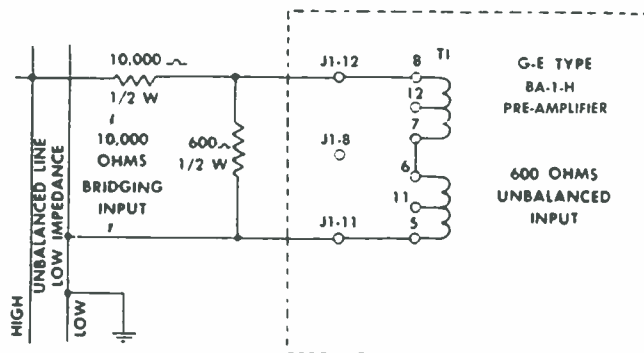 10,000 ∼
1/2 W
10,000
OHMS
BRIDGING
INPUT
600∼
1/2 W
HIGH
UNBALANCED LINE
LOW IMPEDANCE
LOW
J1-12
J1-8
J1-11
8
12
7
6
11
5
T1
G-E TYPE
BA-1-H
PRE-AMPLIFIER
600 OHMS
UNBALANCED
INPUT